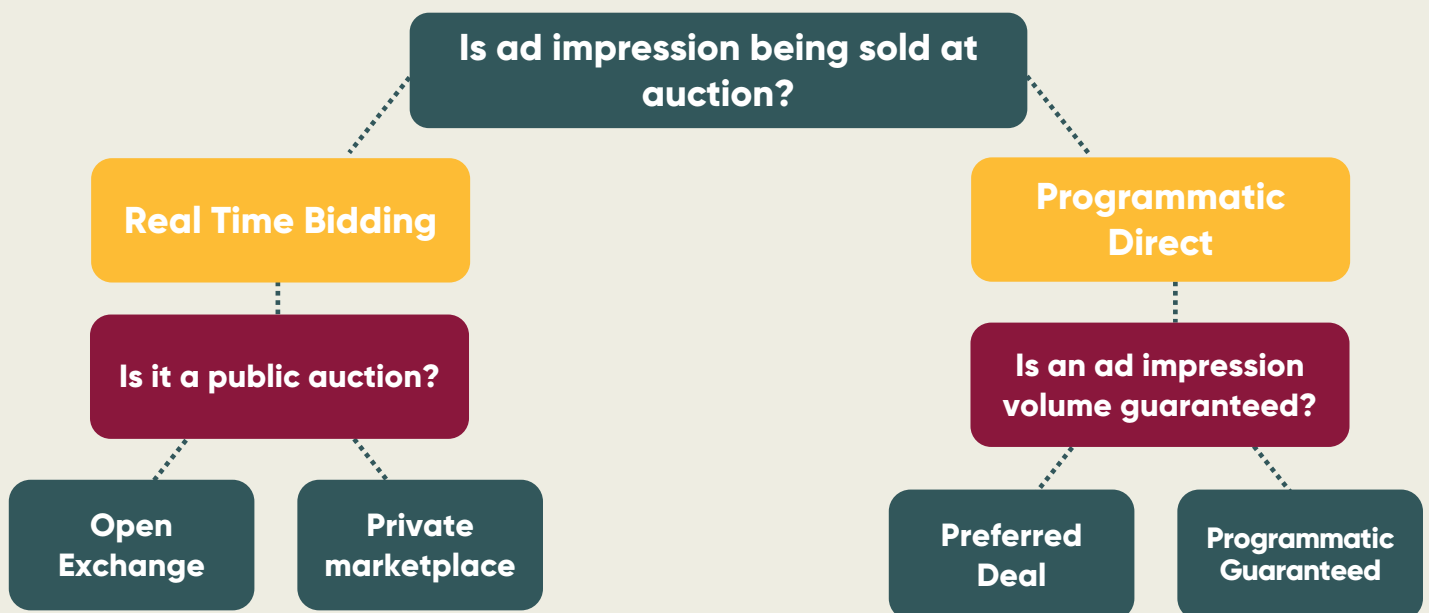 Is ad impression being sold at
auction?
Real Time Bidding
Programmatic
Direct
Is it a public auction?
Is an ad impression
volume guaranteed?
Open
Exchange
Private
marketplace
Preferred
Deal
Programmatic
Guaranteed